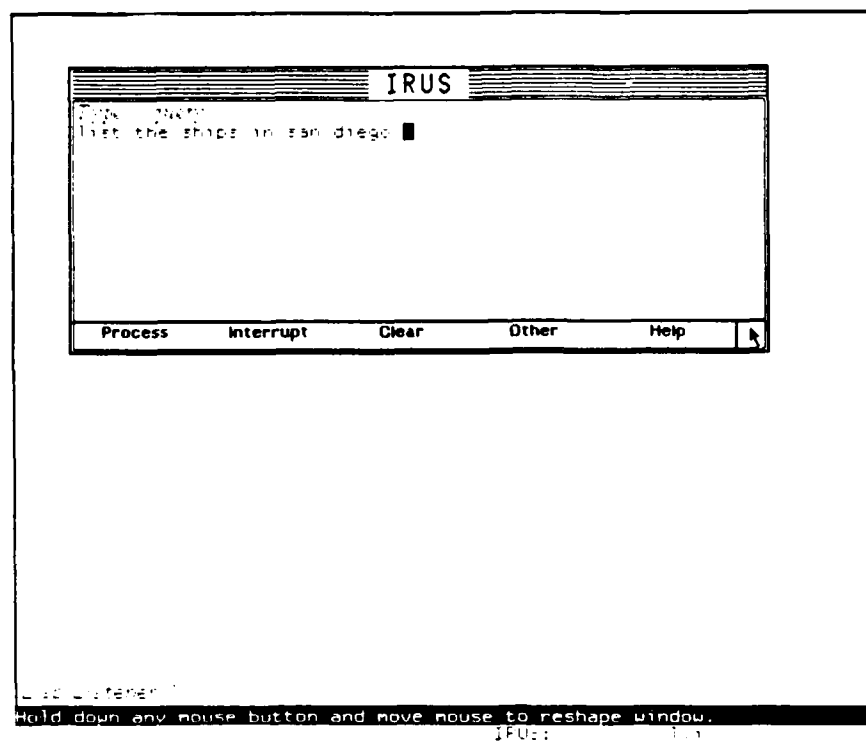 IRUS
list the ships in san diego
Process Interrupt Clear Other Help
Listener
Hold down any mouse button and move mouse to reshape window.